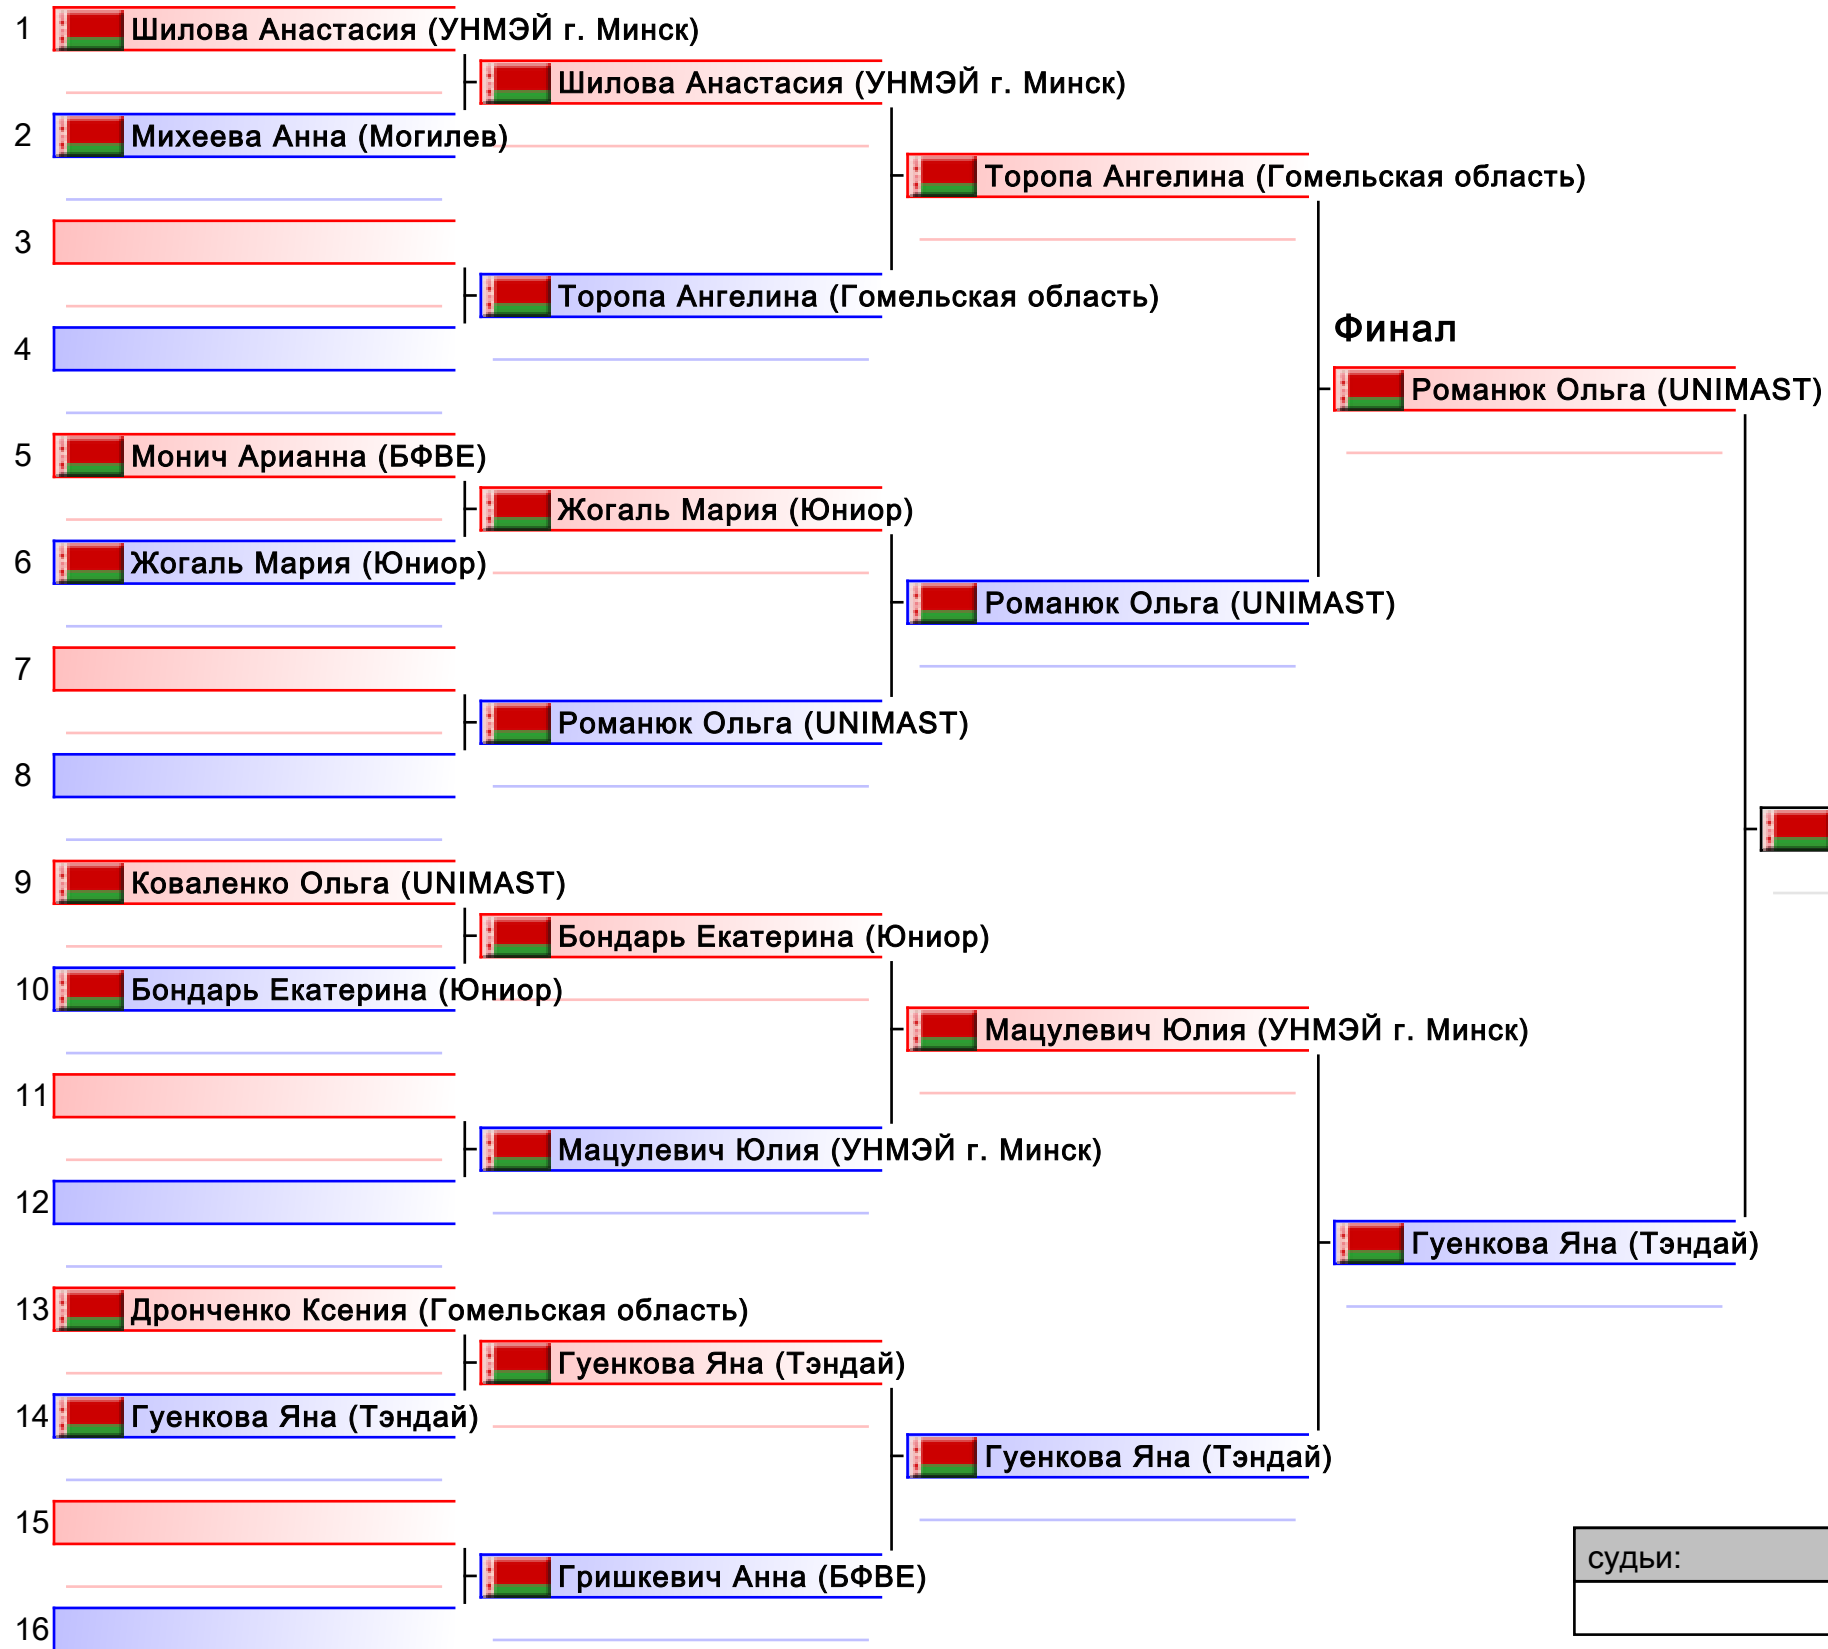 1 Шилова Анастасия (УНМЭЙ г. Минск)
Шилова Анастасия (УНМЭЙ г. Минск)
2 Михеева Анна (Могилев)
Торопа Ангелина (Гомельская область)
3
Торопа Ангелина (Гомельская область)
Финал
4
Романюк Ольга (UNIMAST)
5 Монич Арианна (БФВЕ)
Жогаль Мария (Юниор)
6 Жогаль Мария (Юниор)
Романюк Ольга (UNIMAST)
7
Романюк Ольга (UNIMAST)
8
9 Коваленко Ольга (UNIMAST)
Бондарь Екатерина (Юниор)
10 Бондарь Екатерина (Юниор)
Мацулевич Юлия (УНМЭЙ г. Минск)
11
Мацулевич Юлия (УНМЭЙ г. Минск)
12
Гуенкова Яна (Тэндай)
13 Дронченко Ксения (Гомельская область)
Гуенкова Яна (Тэндай)
14 Гуенкова Яна (Тэндай)
Гуенкова Яна (Тэндай)
15
судьи:
Гришкевич Анна (БФВЕ)
16